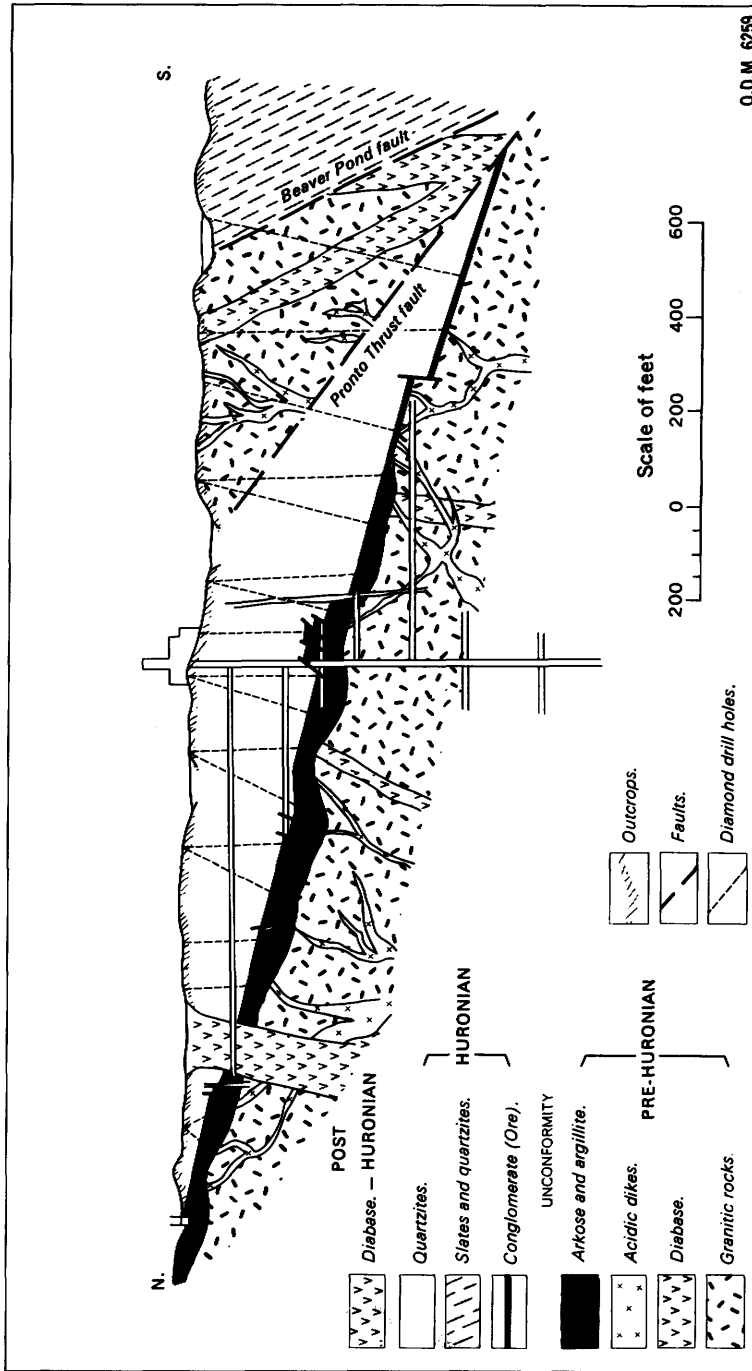 N.
S.
Beaver Pond fault
Pronto Thrust fault
POST
Diabase. – HURONIAN
Quartzites.
Slates and quartzites.
Conglomerate (Ore).
HURONIAN
UNCONFORMITY
Arkose and argillite.
Acidic dikes.
Diabase.
Granitic rocks.
PRE-HURONIAN
Outcrops.
Faults.
Diamond drill holes.
Scale of feet
200 0 200 400 600
O.D.M. 6259